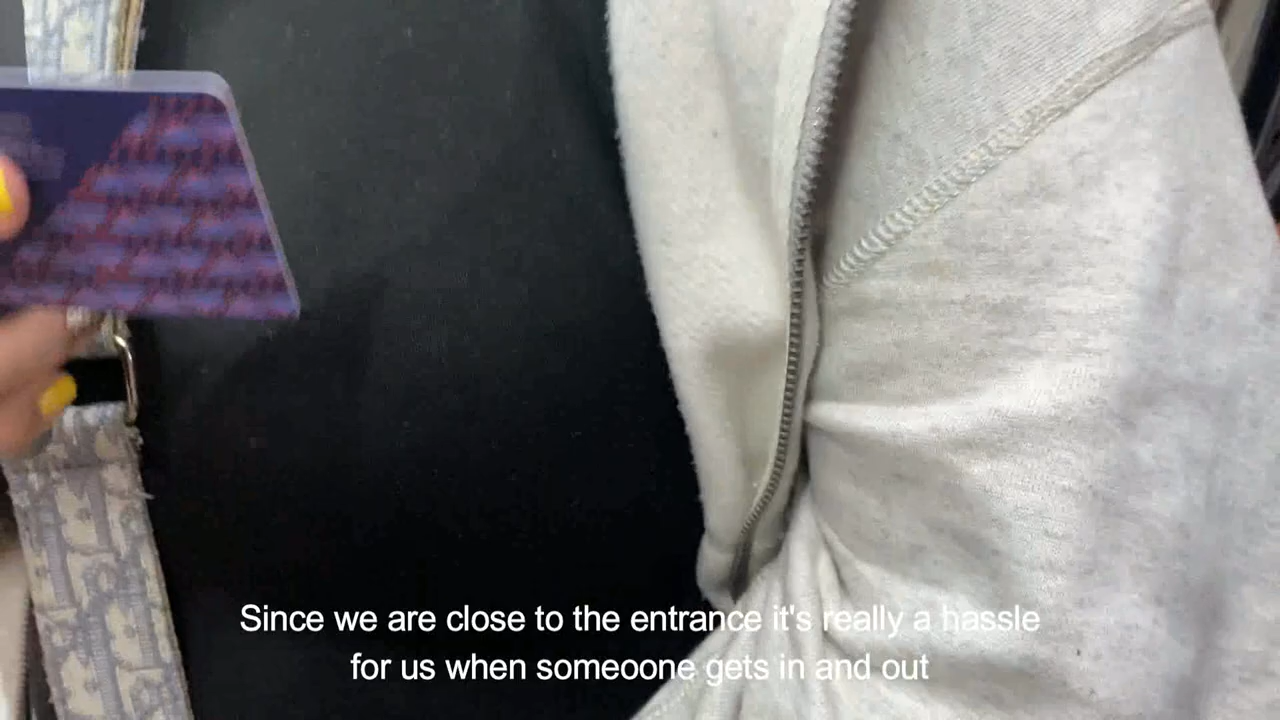 Since we are close to the entrance it's really a hassle
for us when someoone gets in and out